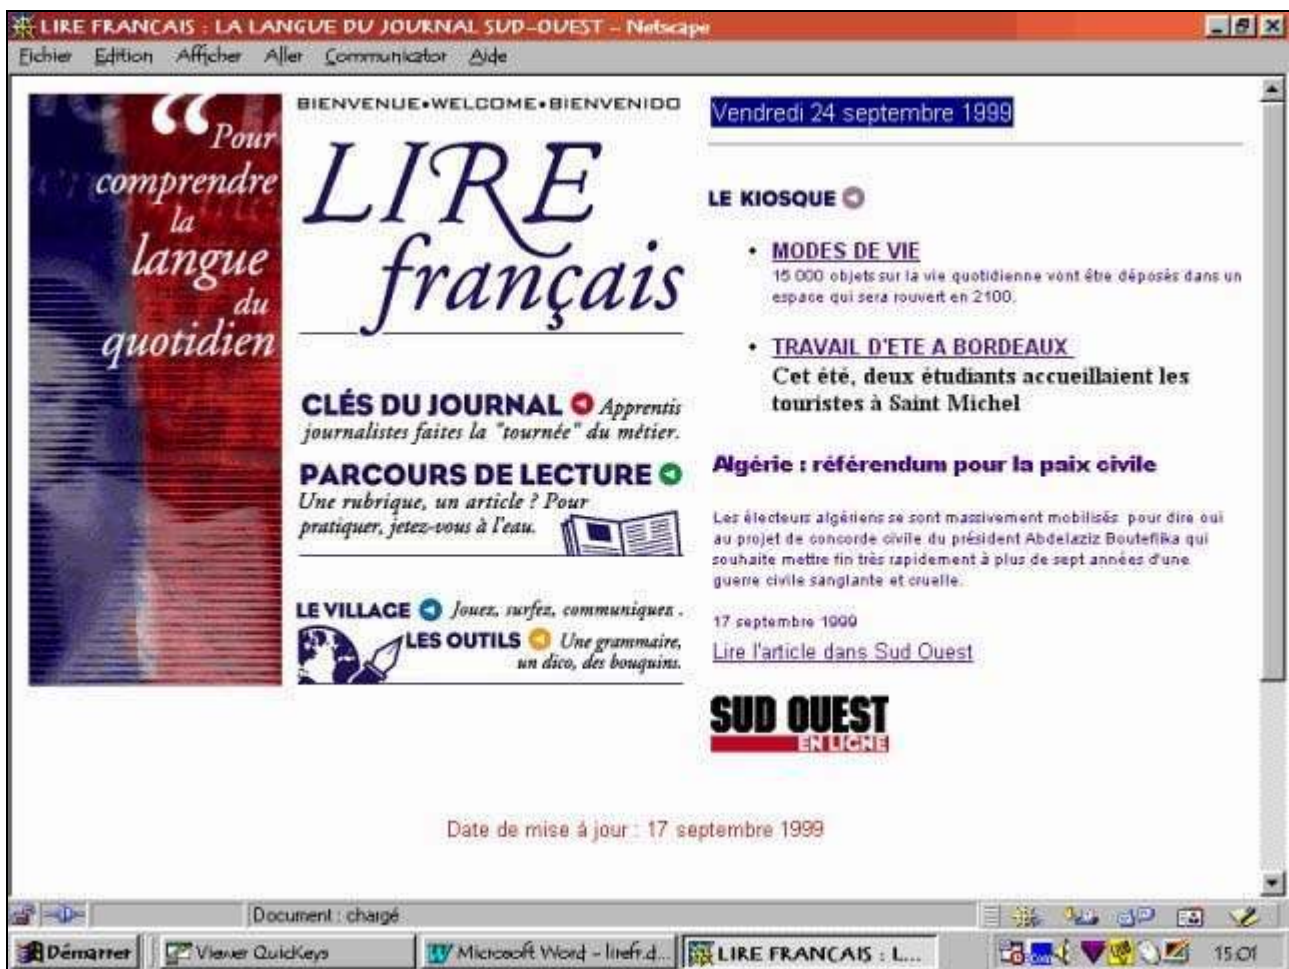 LIRE FRANCAIS : LA LANGUE DU JOURNAL SUD-OUEST - Netscape
Fichier Edition Afficher Aller Communicator Aide
“Pour
comprendre
la
langue
du
quotidien
BIENVENUE•WELCOME•BIENVENIDO
LIRE
français
CLÉS DU JOURNAL Apprentis
journalistes faites la "tournée" du métier.
PARCOURS DE LECTURE
Une rubrique, un article ? Pour
pratiquer, jetez-vous à l'eau.
LE VILLAGE Jouez, surfez, communiquez .
LES OUTILS Une grammaire,
un dico, des bouquins.
Vendredi 24 septembre 1999
LE KIOSQUE
• MODES DE VIE
15 000 objets sur la vie quotidienne vont être déposés dans un
espace qui sera rouvert en 2100.
• TRAVAIL D'ETE A BORDEAUX
Cet été, deux étudiants accueillaient les
touristes à Saint Michel
Algérie : référendum pour la paix civile
Les électeurs algériens se sont massivement mobilisés pour dire oui
au projet de concorde civile du président Abdelaziz Bouteflika qui
souhaite mettre fin très rapidement à plus de sept années d'une
guerre civile sanglante et cruelle.
17 septembre 1999
Lire l'article dans Sud Ouest
SUD OUEST
EN LIGNE
Date de mise à jour : 17 septembre 1999
Document : chargé
Démarrer Viewer QuicKeys Microsoft Word - lirefr.d... LIRE FRANCAIS : L... 15:01